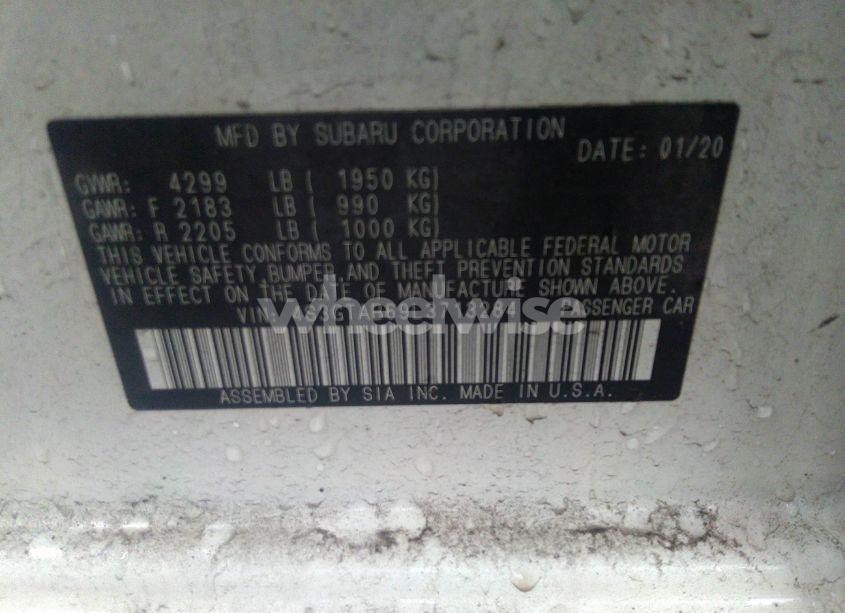 MFD BY SUBARU CORPORATION
DATE: 01/20
GVWR: 4299 LB ( 1950 KG)
GAWR: F 2183 LB ( 990 KG)
GAWR: R 2205 LB ( 1000 KG)
THIS VEHICLE CONFORMS TO ALL APPLICABLE FEDERAL MOTOR
VEHICLE SAFETY, BUMPER, AND THEFT PREVENTION STANDARDS
IN EFFECT ON THE DATE OF MANUFACTURE SHOWN ABOVE.
PASSENGER CAR
wheelwise
ASSEMBLED BY SIA INC. MADE IN U.S.A.